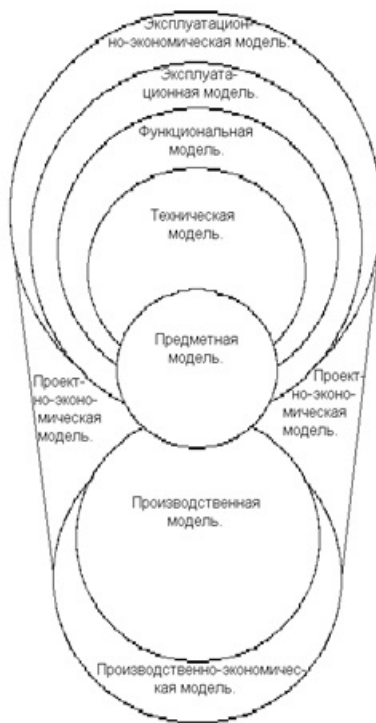 Эксплуатацион-
но-экономическая модель.
Эксплуата-
ционная модель.
Функциональная
модель.
Техническая
модель.
Предметная
модель.
Проект-
но-эконо-
мическая
модель.
Проект-
но-эконо-
мическая
модель.
Производственная
модель.
Производственно-экономичес-
кая модель.